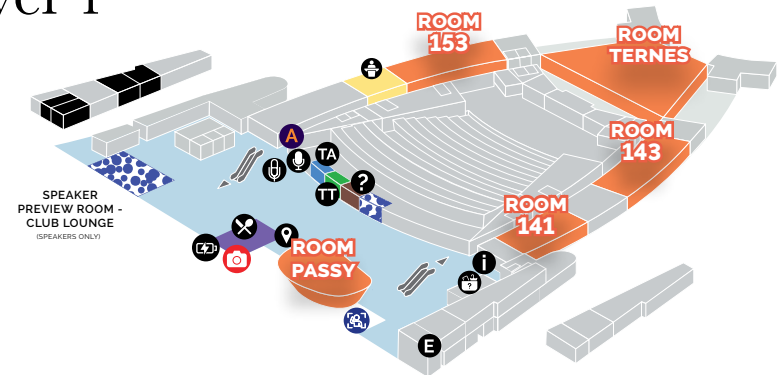 ROOM
153
ROOM
TERNES
ROOM
143
A
TA
TT
?
SPEAKER
PREVIEW ROOM -
CLUB LOUNGE
(SPEAKERS ONLY)
ROOM
141
ROOM
PASSY
i
?
E